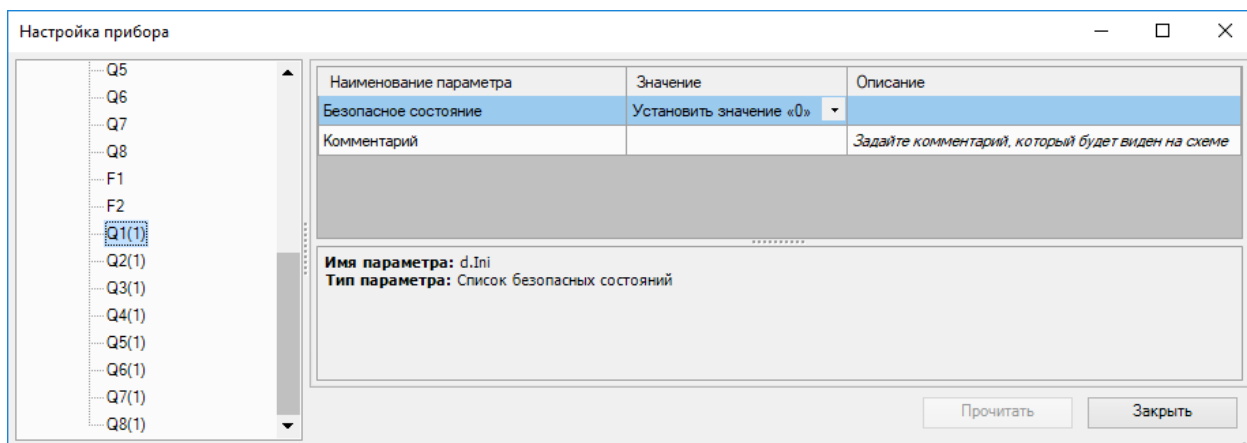 Настройка прибора
Q5
Q6
Q7
Q8
F1
F2
Q1(1)
Q2(1)
Q3(1)
Q4(1)
Q5(1)
Q6(1)
Q7(1)
Q8(1)
Наименование параметра Значение Описание
Безопасное состояние Установить значение «0»
Комментарий Задайте комментарий, который будет виден на схеме
Имя параметра: d.Ini
Тип параметра: Список безопасных состояний
Прочитать Закрыть